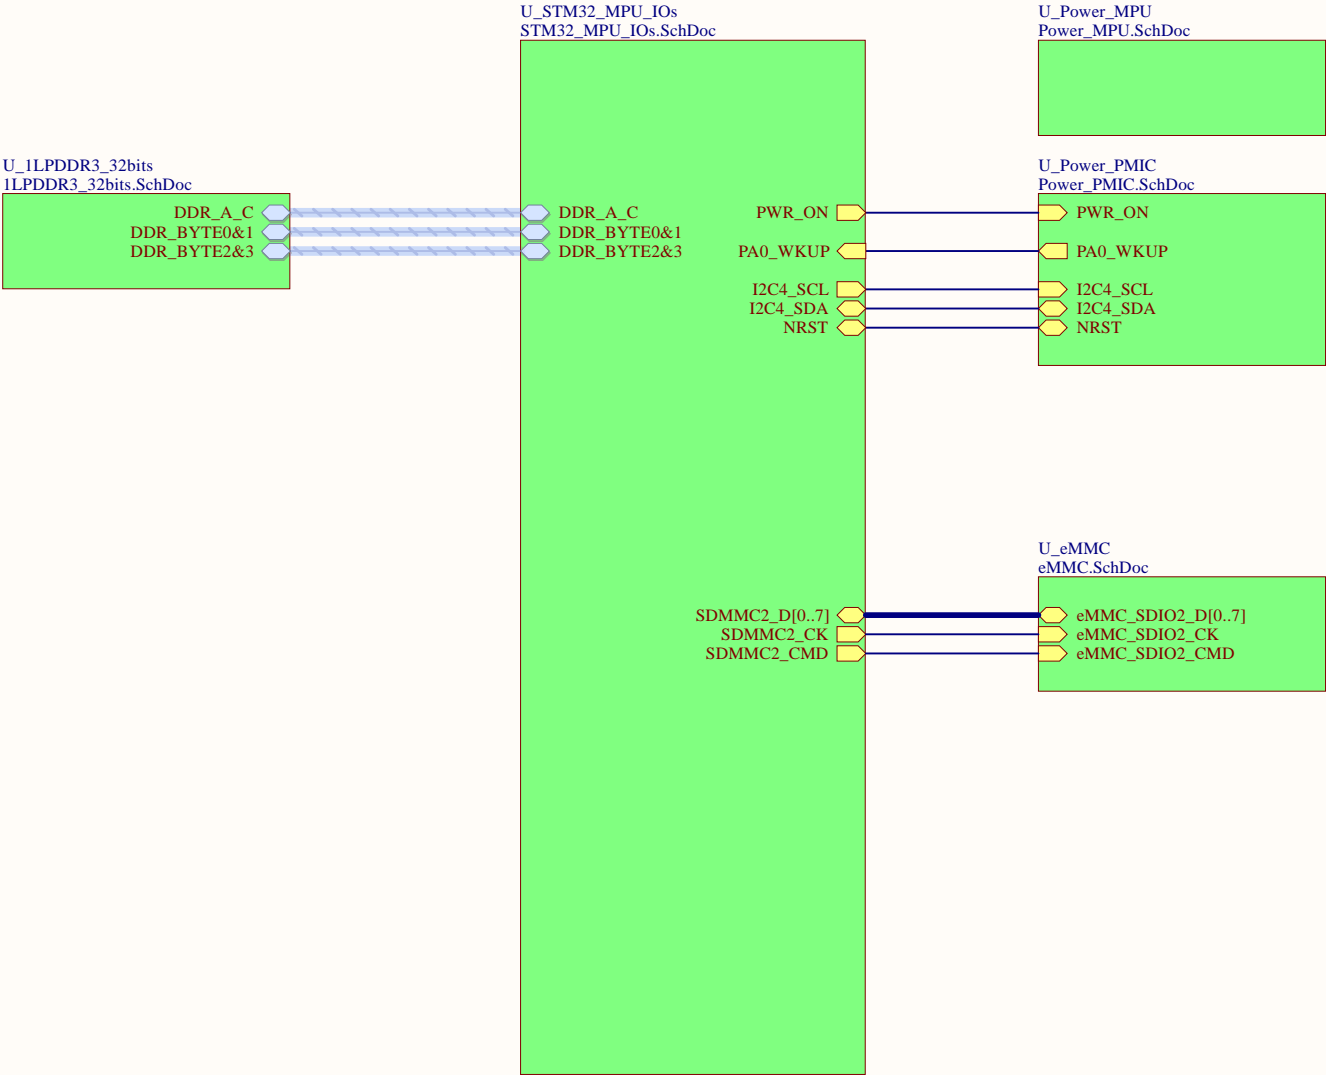 U_STM32_MPU_IOs
STM32_MPU_IOs.SchDoc
U_Power_MPU
Power_MPU.SchDoc
U_1LPDDR3_32bits
1LPDDR3_32bits.SchDoc
DDR_A_C
DDR_BYTE0&1
DDR_BYTE2&3
DDR_A_C
DDR_BYTE0&1
DDR_BYTE2&3
PWR_ON
PA0_WKUP
I2C4_SCL
I2C4_SDA
NRST
U_Power_PMIC
Power_PMIC.SchDoc
PWR_ON
PA0_WKUP
I2C4_SCL
I2C4_SDA
NRST
SDMMC2_D[0..7]
SDMMC2_CK
SDMMC2_CMD
U_eMMC
eMMC.SchDoc
eMMC_SDIO2_D[0..7]
eMMC_SDIO2_CK
eMMC_SDIO2_CMD